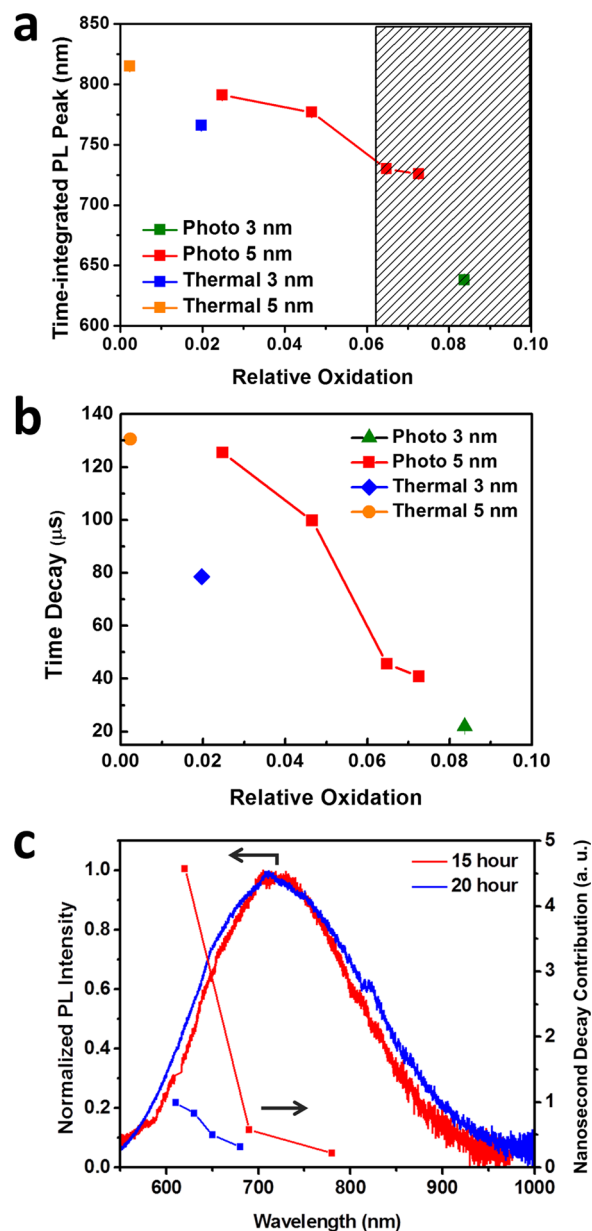 a
Time-integrated PL Peak (nm)
850
800
750
700
650
600
Photo 3 nm
Photo 5 nm
Thermal 3 nm
Thermal 5 nm
0.00 0.02 0.04 0.06 0.08 0.10
Relative Oxidation
b
Time Decay (µS)
140
120
100
80
60
40
20
Photo 3 nm
Photo 5 nm
Thermal 3 nm
Thermal 5 nm
0.00 0.02 0.04 0.06 0.08 0.10
Relative Oxidation
c
Normalized PL Intensity
1.0
0.8
0.6
0.4
0.2
0.0
15 hour
20 hour
5
4
3
2
1
0
Nanosecond Decay Contribution (a. u.)
600 700 800 900 1000
Wavelength (nm)